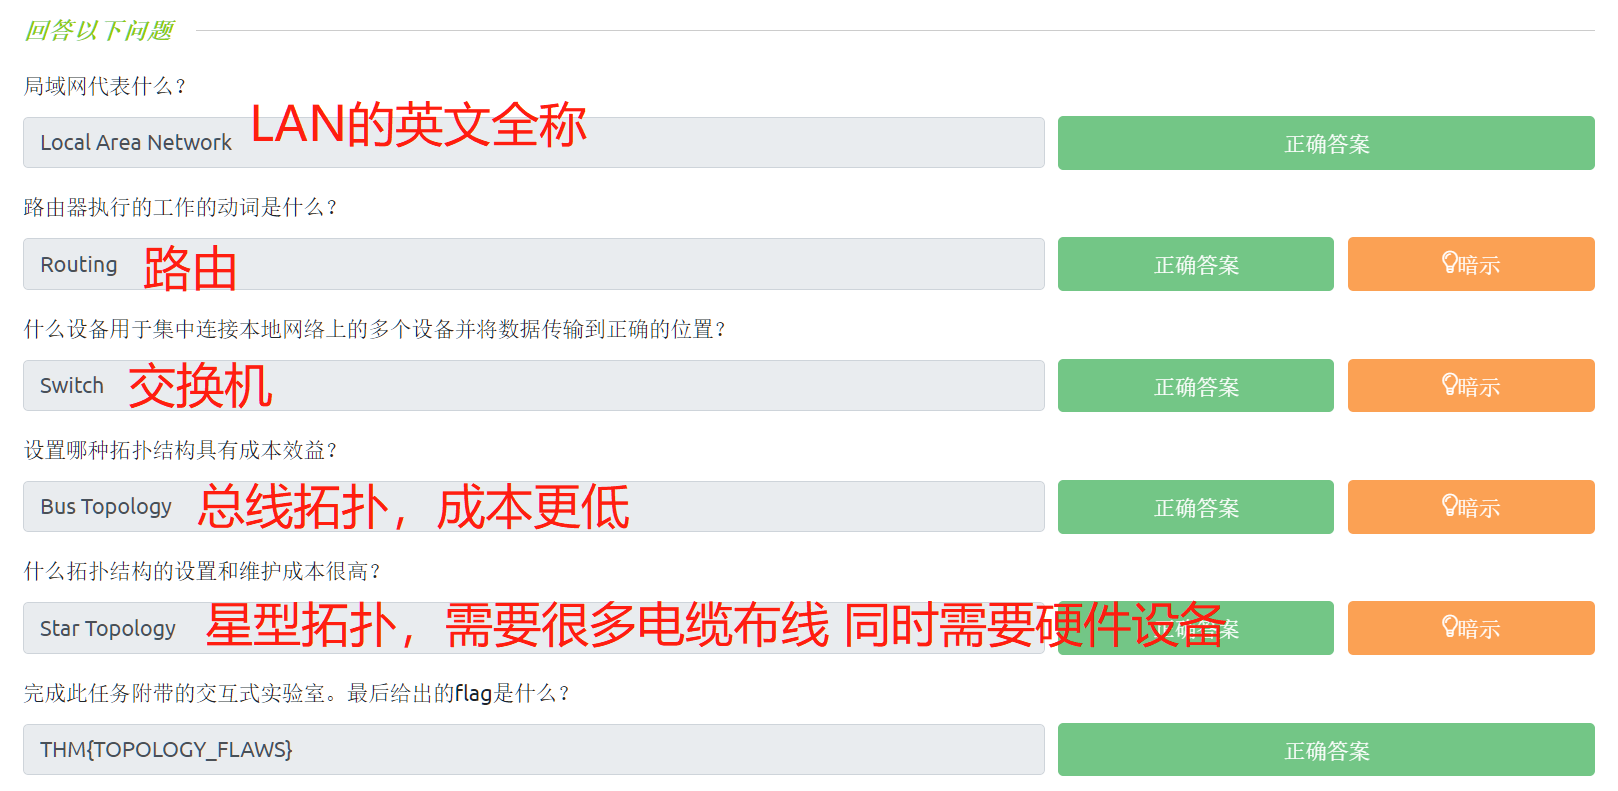 回答以下问题
局域网代表什么？
Local Area Network LAN的英文全称 正确答案
路由器执行的工作的动词是什么？
Routing 路由 正确答案 暗示
什么设备用于集中连接本地网络上的多个设备并将数据传输到正确的位置？
Switch 交换机 正确答案 暗示
设置哪种拓扑结构具有成本效益？
Bus Topology 总线拓扑，成本更低 正确答案 暗示
什么拓扑结构的设置和维护成本很高？
Star Topology 星型拓扑，需要很多电缆布线 同时需要硬件设备 正确答案 暗示
完成此任务附带的交互式实验室。最后给出的flag是什么？
THM{TOPOLOGY_FLAWS} 正确答案